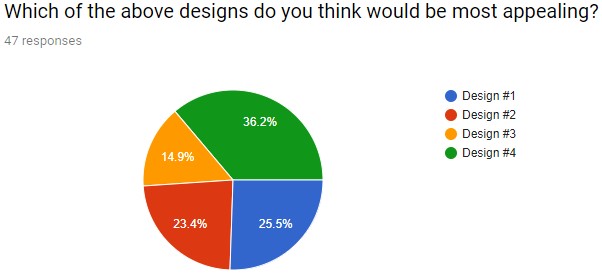 Which of the above designs do you think would be most appealing?
47 responses
36.2%
14.9%
23.4%
25.5%
Design #1
Design #2
Design #3
Design #4